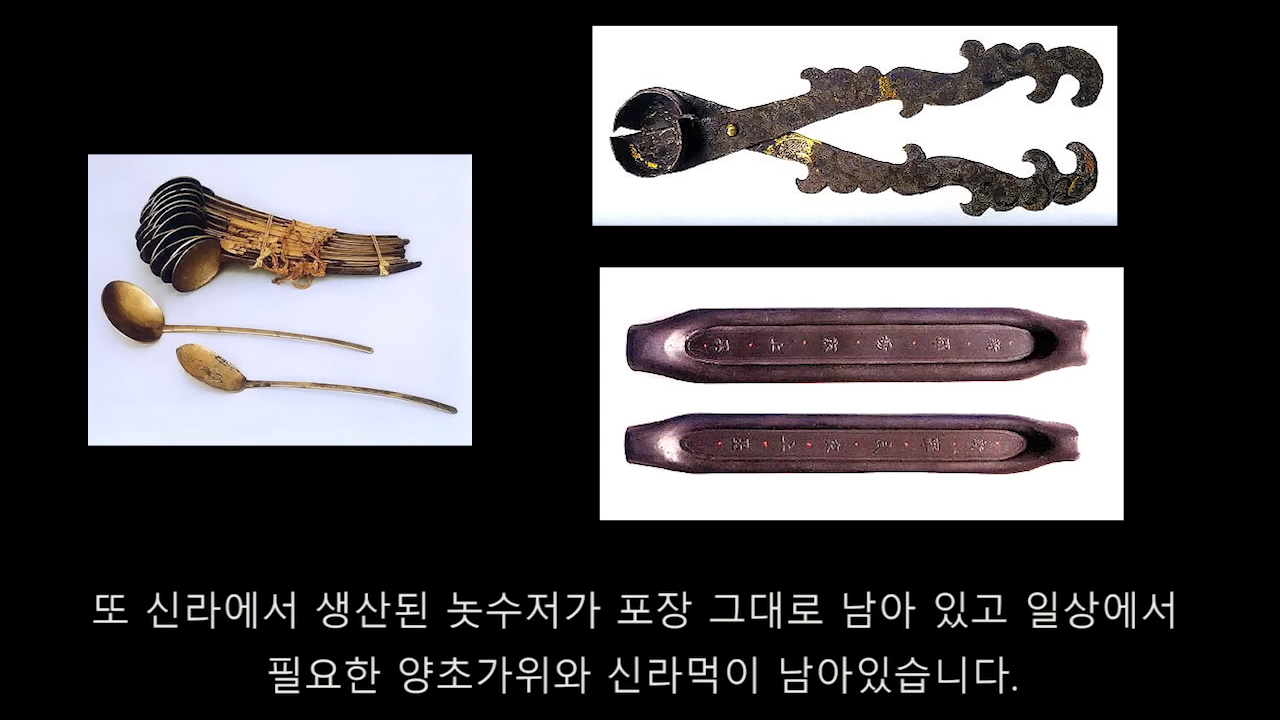 또 신라에서 생산된 놋수저가 포장 그대로 남아 있고 일상에서
필요한 양초가위와 신라먹이 남아있습니다.